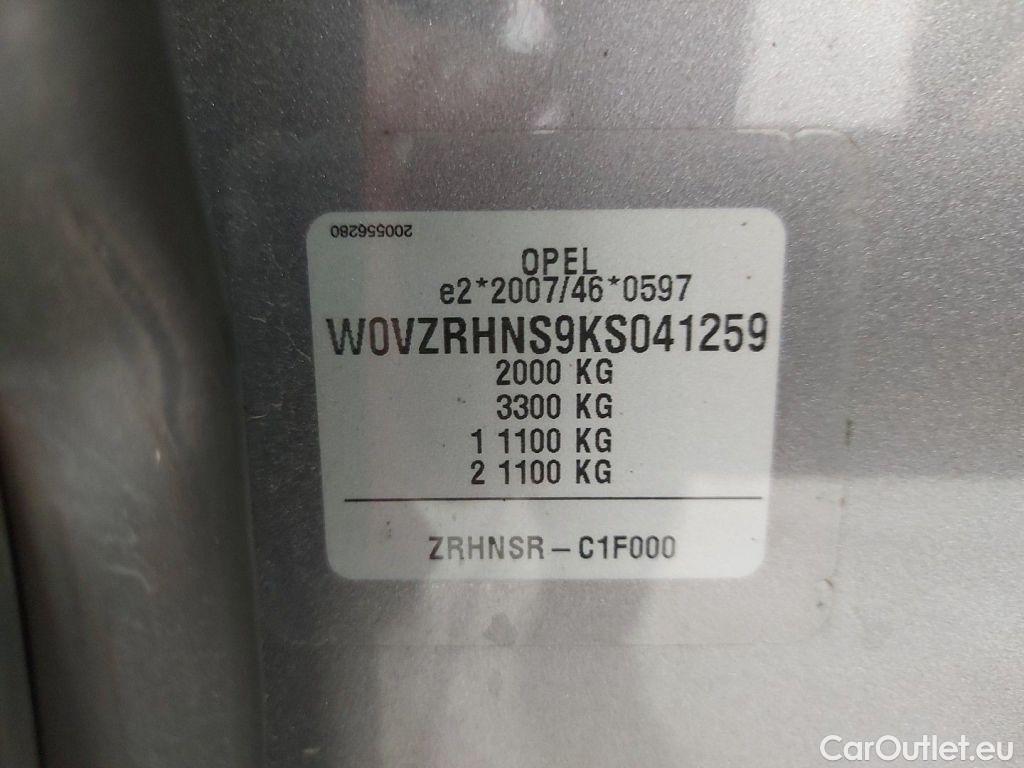 200556280
OPEL
e2*2007/46*0597
W0VZRHNS9KS041259
2000 KG
3300 KG
1 1100 KG
2 1100 KG
ZRHNSR - C1F000
CarOutlet.eu